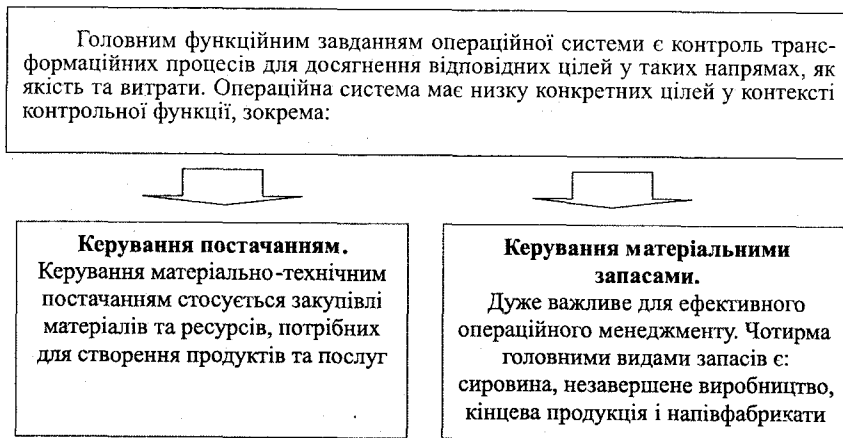 Головним функційним завданням операційної системи є контроль транс-
формаційних процесів для досягнення відповідних цілей у таких напрямах, як
якість та витрати. Операційна система має низку конкретних цілей у контексті
контрольної функції, зокрема:
Керування постачанням.
Керування матеріально-технічним
постачанням стосується закупівлі
матеріалів та ресурсів, потрібних
для створення продуктів та послуг
Керування матеріальними
запасами.
Дуже важливе для ефективного
операційного менеджменту. Чотирма
головними видами запасів є:
сировина, незавершене виробництво,
кінцева продукція і напівфабрикати